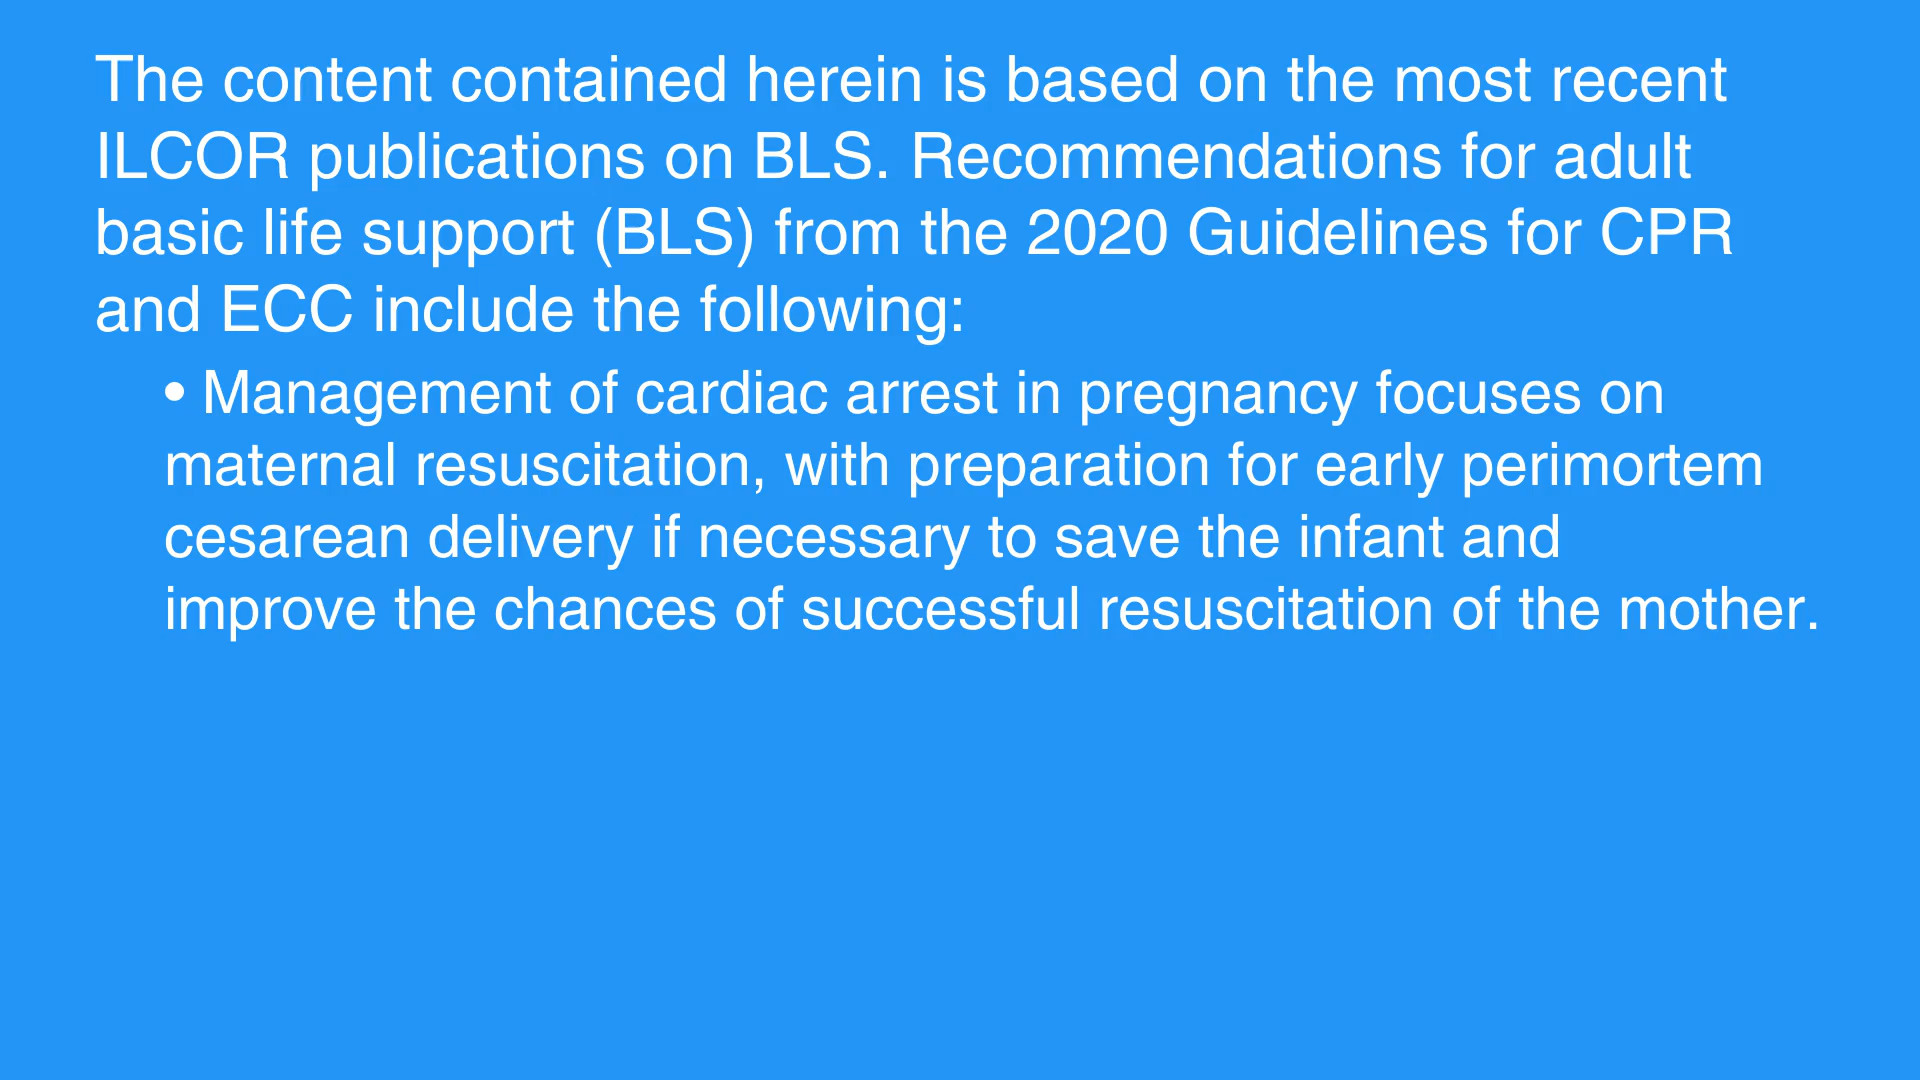 The content contained herein is based on the most recent
ILCOR publications on BLS. Recommendations for adult
basic life support (BLS) from the 2020 Guidelines for CPR
and ECC include the following:
• Management of cardiac arrest in pregnancy focuses on
maternal resuscitation, with preparation for early perimortem
cesarean delivery if necessary to save the infant and
improve the chances of successful resuscitation of the mother.